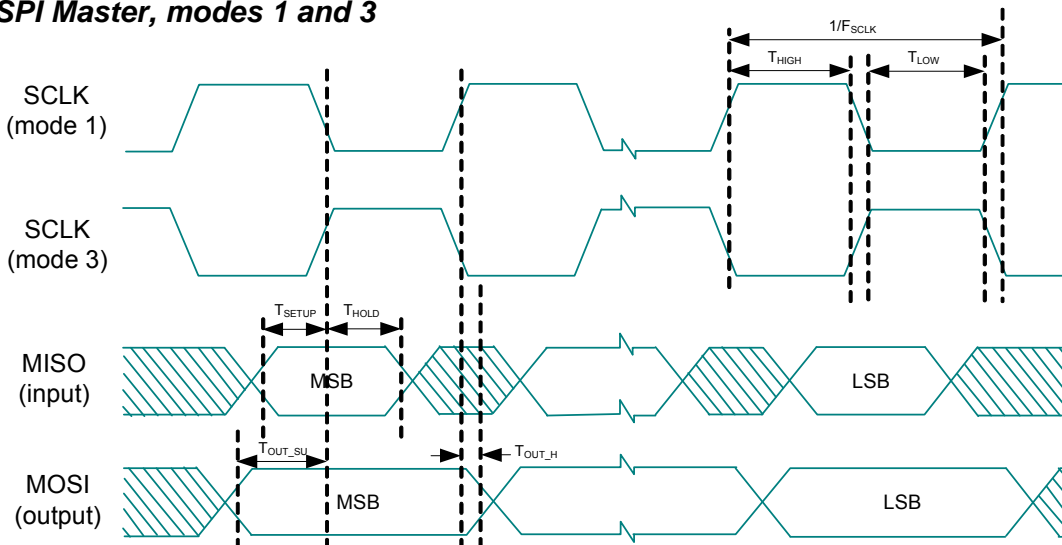 SPI Master, modes 1 and 3
1/FSCLK
THIGH
TLOW
SCLK
(mode 1)
SCLK
(mode 3)
TSETUP
THOLD
MISO
(input)
MSB
LSB
TOUT_SU
TOUT_H
MOSI
(output)
MSB
LSB